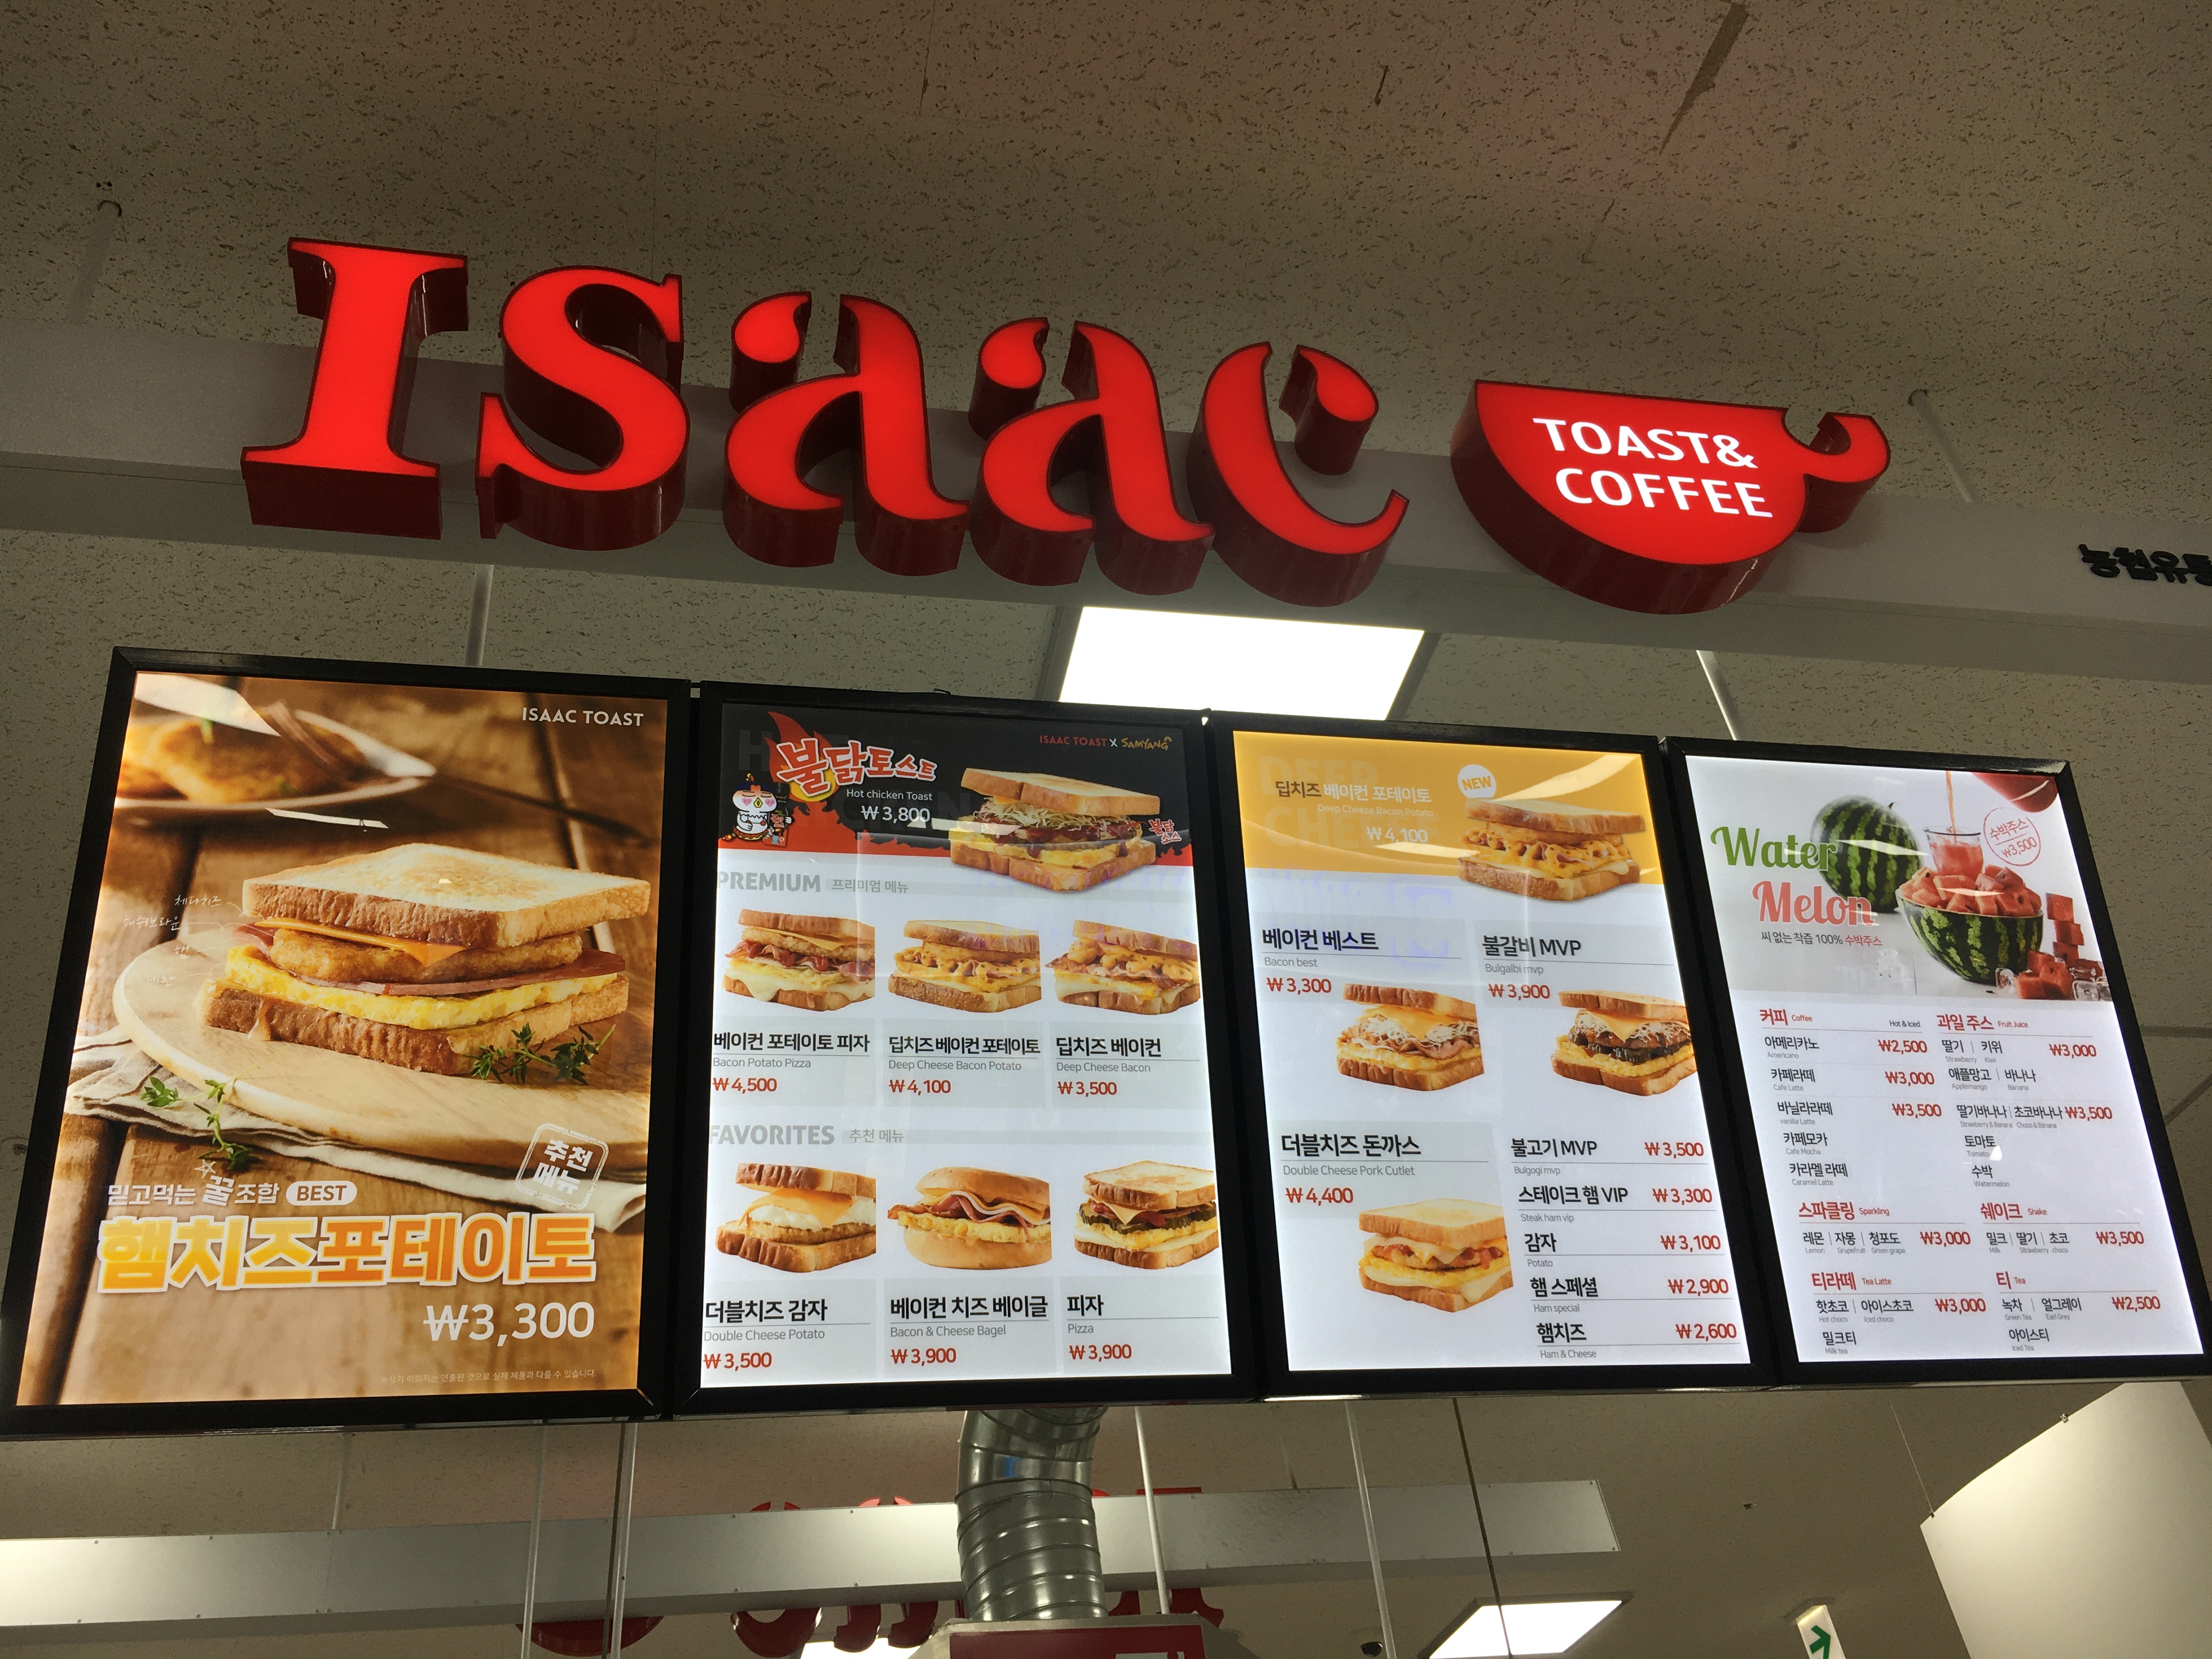 Isaac
TOAST&
COFFEE
농협유통
ISAAC TOAST
해쉬브라운
햄
추천
메뉴
믿고먹는 꿀조합 BEST
햄치즈포테이토
₩3,300
ISAAC TOAST X SAMYANG
불닭토스트
Hot chicken Toast
₩3,800
PREMIUM 프리미엄 메뉴
베이컨 포테이토 피자
Bacon Potato Pizza
₩4,500
딥치즈 베이컨 포테이토
Deep Cheese Bacon Potato
₩4,100
딥치즈 베이컨
Deep Cheese Bacon
₩3,500
FAVORITES 추천 메뉴
더블치즈 감자
Double Cheese Potato
₩3,500
베이컨 치즈 베이글
Bacon & Cheese Bagel
₩3,900
피자
Pizza
₩3,900
딥치즈 베이컨 포테이토
Deep Cheese Bacon Potato
₩4,100
NEW
베이컨 베스트
Bacon best
₩3,300
불갈비 MVP
Bulgalbi mvp
₩3,900
더블치즈 돈까스
Double Cheese Pork Cutlet
₩4,400
불고기 MVP ₩3,500
Bulgogi mvp
스테이크 햄 VIP ₩3,300
Steak ham vip
감자 ₩3,100
Potato
햄 스페셜 ₩2,900
Ham special
햄치즈 ₩2,600
Ham & Cheese
Water
Melon
씨 없는 착즙 100% 수박주스
수박주스
₩3,500
커피 Coffee Hot & Iced
아메리카노 ₩2,500
Americano
카페라떼 ₩3,000
Cafe Latte
바닐라라떼 ₩3,500
vanilla Latte
카페모카
Cafe Mocha
카라멜 라떼
Caramel Latte
과일 주스 Fruit Juice
딸기 | 키위 ₩3,000
Strawberry Kiwi
애플망고 | 바나나
Applemango Banana
딸기바나나 | 초코바나나 ₩3,500
Strawberry & Banana Choco & Banana
토마토
Tomato
수박
Watermelon
스파클링 Sparkling
레몬 | 자몽 | 청포도 ₩3,000
Lemon Grapefruit Green grape
쉐이크 Shake
밀크 | 딸기 | 초코 ₩3,500
Milk Strawberry choco
티라떼 Tea Latte
핫초코 | 아이스초코 ₩3,000
Hot choco Iced choco
밀크티
Milk tea
티 Tea
녹차 | 얼그레이 ₩2,500
Green Tea Earl Grey
아이스티
Iced Tea